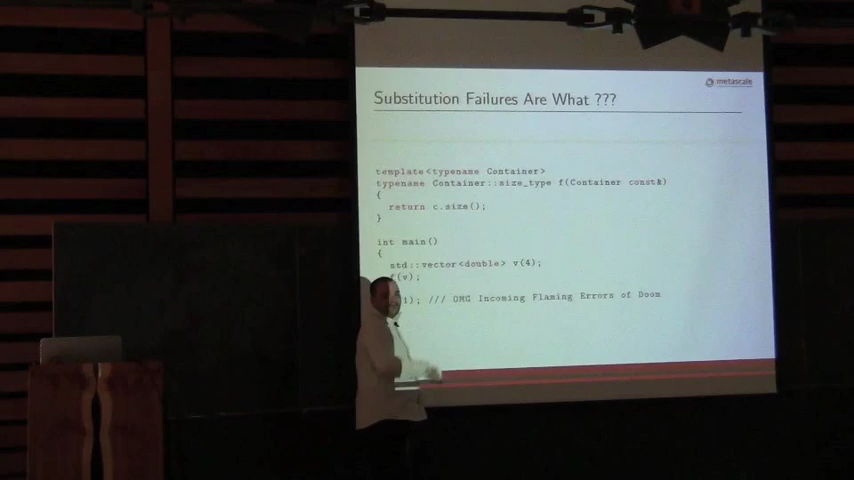 metascale
Substitution Failures Are What ???
template<typename Container>
typename Container::size_type f(Container const&)
{
return c.size();
}
int main()
{
std::vector<double> v(4);
f(v);
1); /// OMG Incoming Flaming Errors of Doom